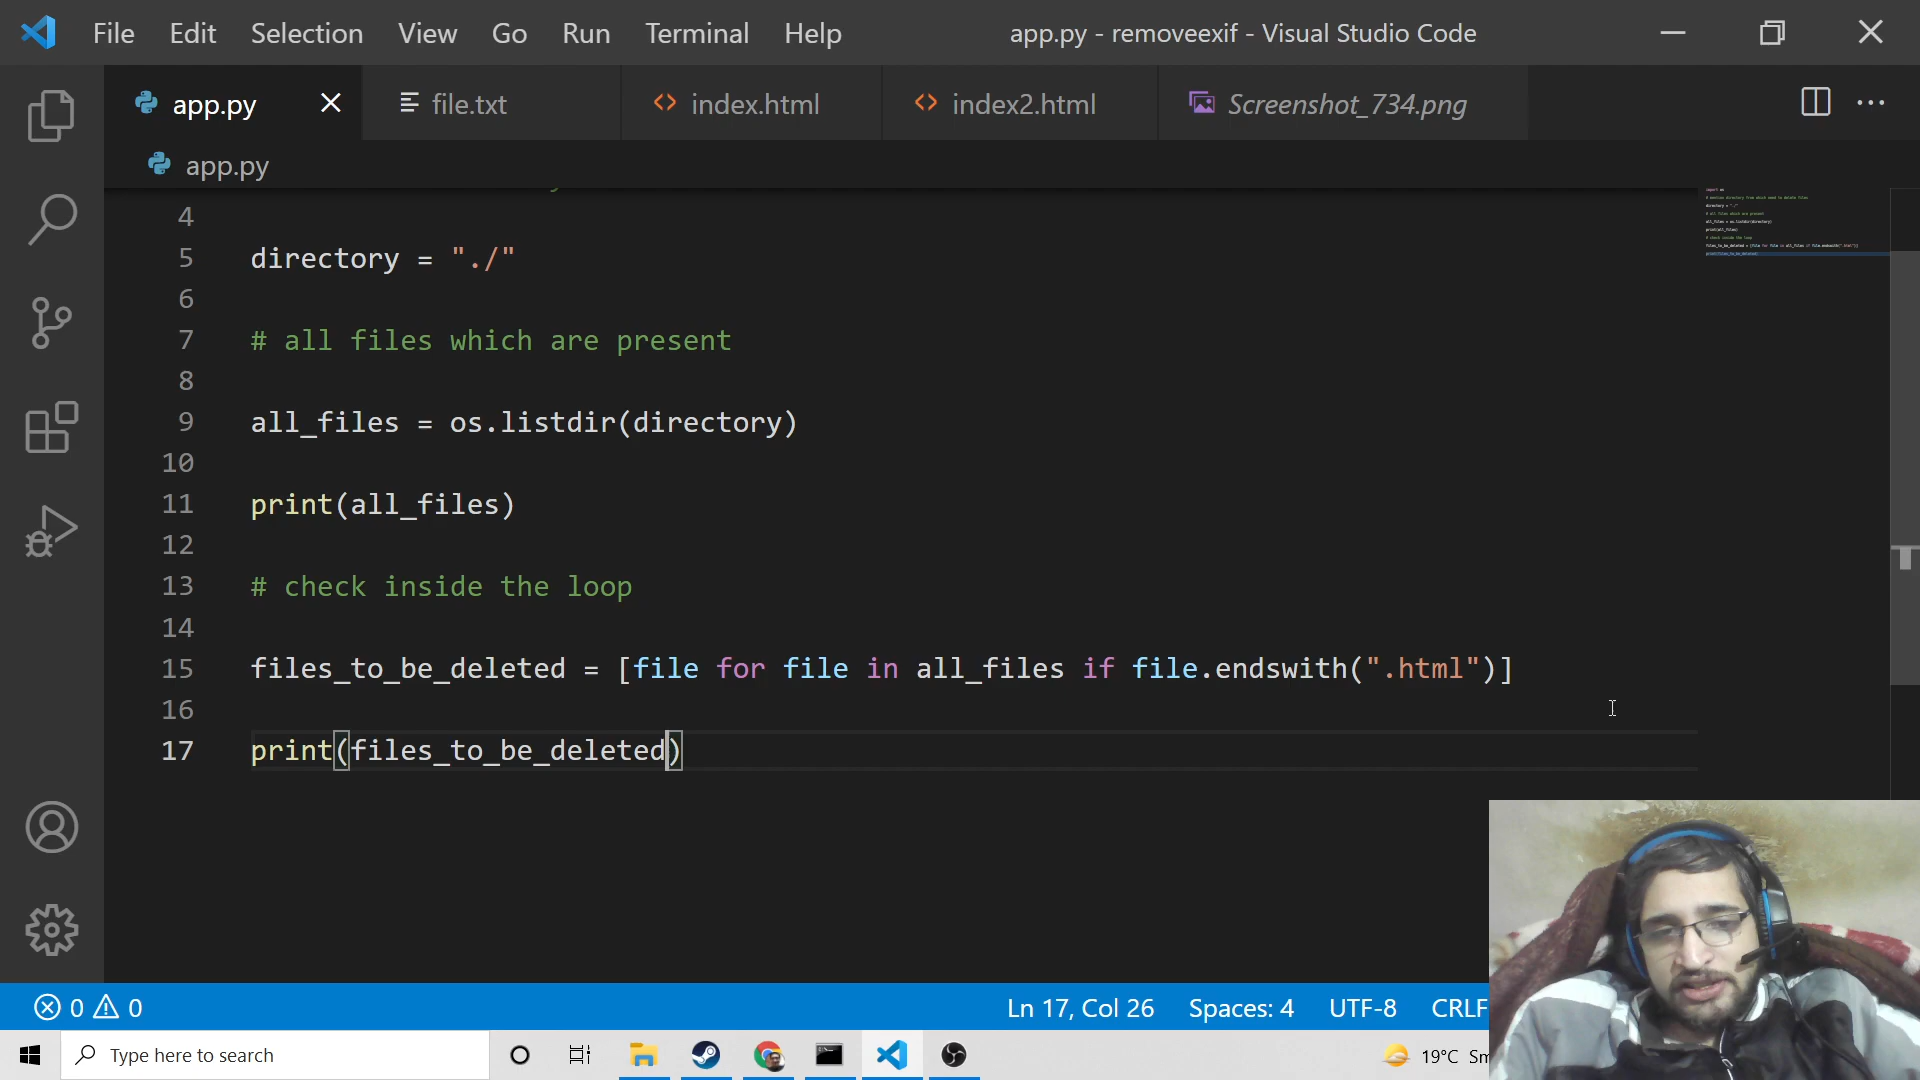 File Edit Selection View Go Run Terminal Help app.py - removeexif - Visual Studio Code
app.py file.txt index.html index2.html Screenshot_734.png
app.py
4
5 directory = "./"
6
7 # all files which are present
8
9 all_files = os.listdir(directory)
10
11 print(all_files)
12
13 # check inside the loop
14
15 files_to_be_deleted = [file for file in all_files if file.endswith(".html")]
16
17 print(files_to_be_deleted)
0 0 Ln 17, Col 26 Spaces: 4 UTF-8 CRLF
Type here to search 19°C